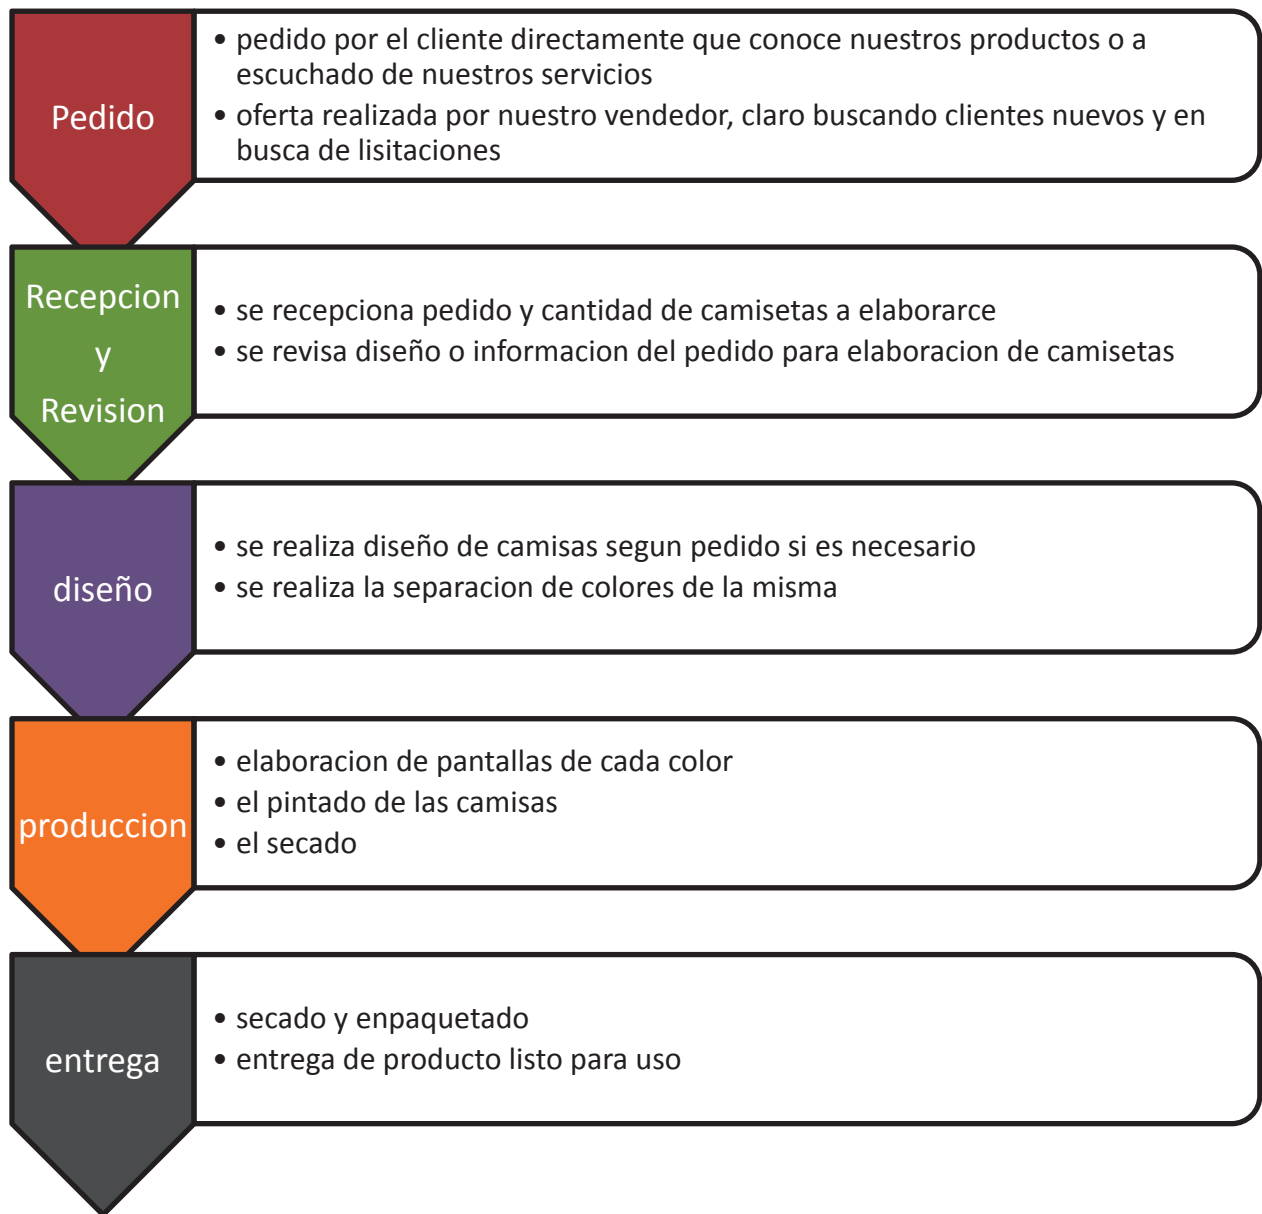 Pedido
• pedido por el cliente directamente que conoce nuestros productos o a
escuchado de nuestros servicios
• oferta realizada por nuestro vendedor, claro buscando clientes nuevos y en
busca de lisitaciones
Recepcion
y
Revision
• se recepciona pedido y cantidad de camisetas a elaborarce
• se revisa diseño o informacion del pedido para elaboracion de camisetas
diseño
• se realiza diseño de camisas segun pedido si es necesario
• se realiza la separacion de colores de la misma
produccion
• elaboracion de pantallas de cada color
• el pintado de las camisas
• el secado
entrega
• secado y enpaquetado
• entrega de producto listo para uso